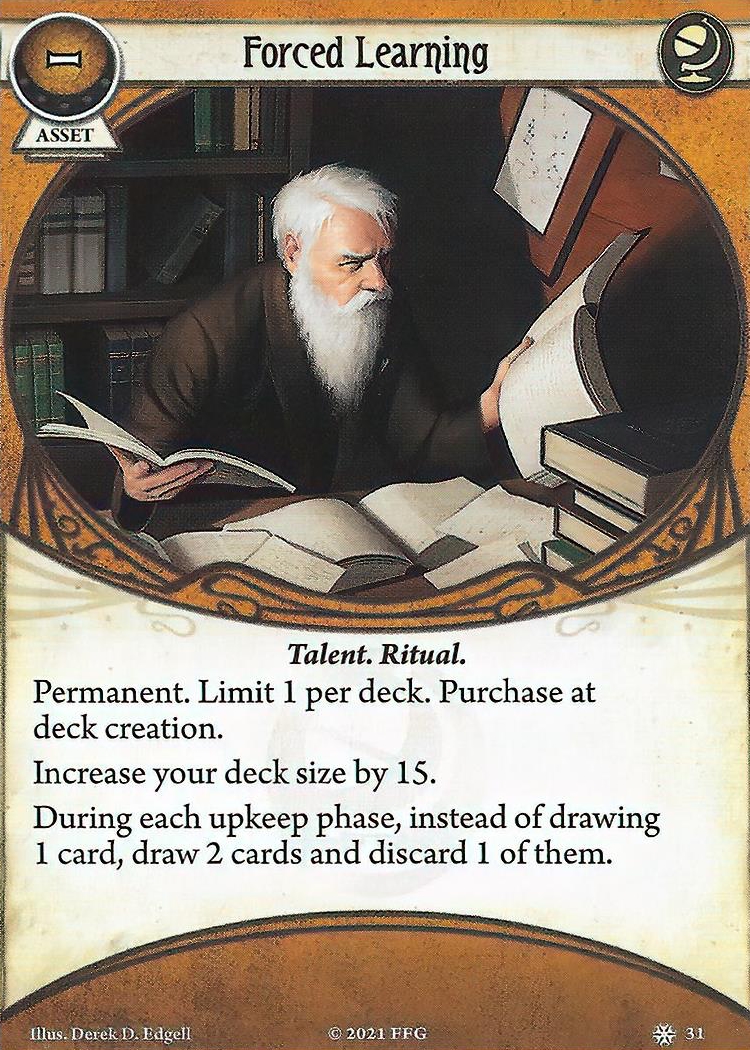 Forced Learning
ASSET
Talent. Ritual.
Permanent. Limit 1 per deck. Purchase at
deck creation.
Increase your deck size by 15.
During each upkeep phase, instead of drawing
1 card, draw 2 cards and discard 1 of them.
Illus. Derek D. Edgell
© 2021 FFG
31